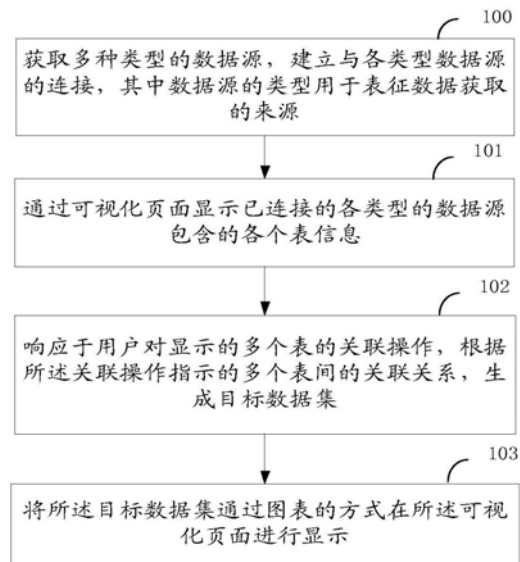 100
获取多种类型的数据源，建立与各类型数据源
的连接，其中数据源的类型用于表征数据获取
的来源
101
通过可视化页面显示已连接的各类型的数据源
包含的各个表信息
102
响应于用户对显示的多个表的关联操作，根据
所述关联操作指示的多个表间的关联关系，生
成目标数据集
103
将所述目标数据集通过图表的方式在所述可视
化页面进行显示